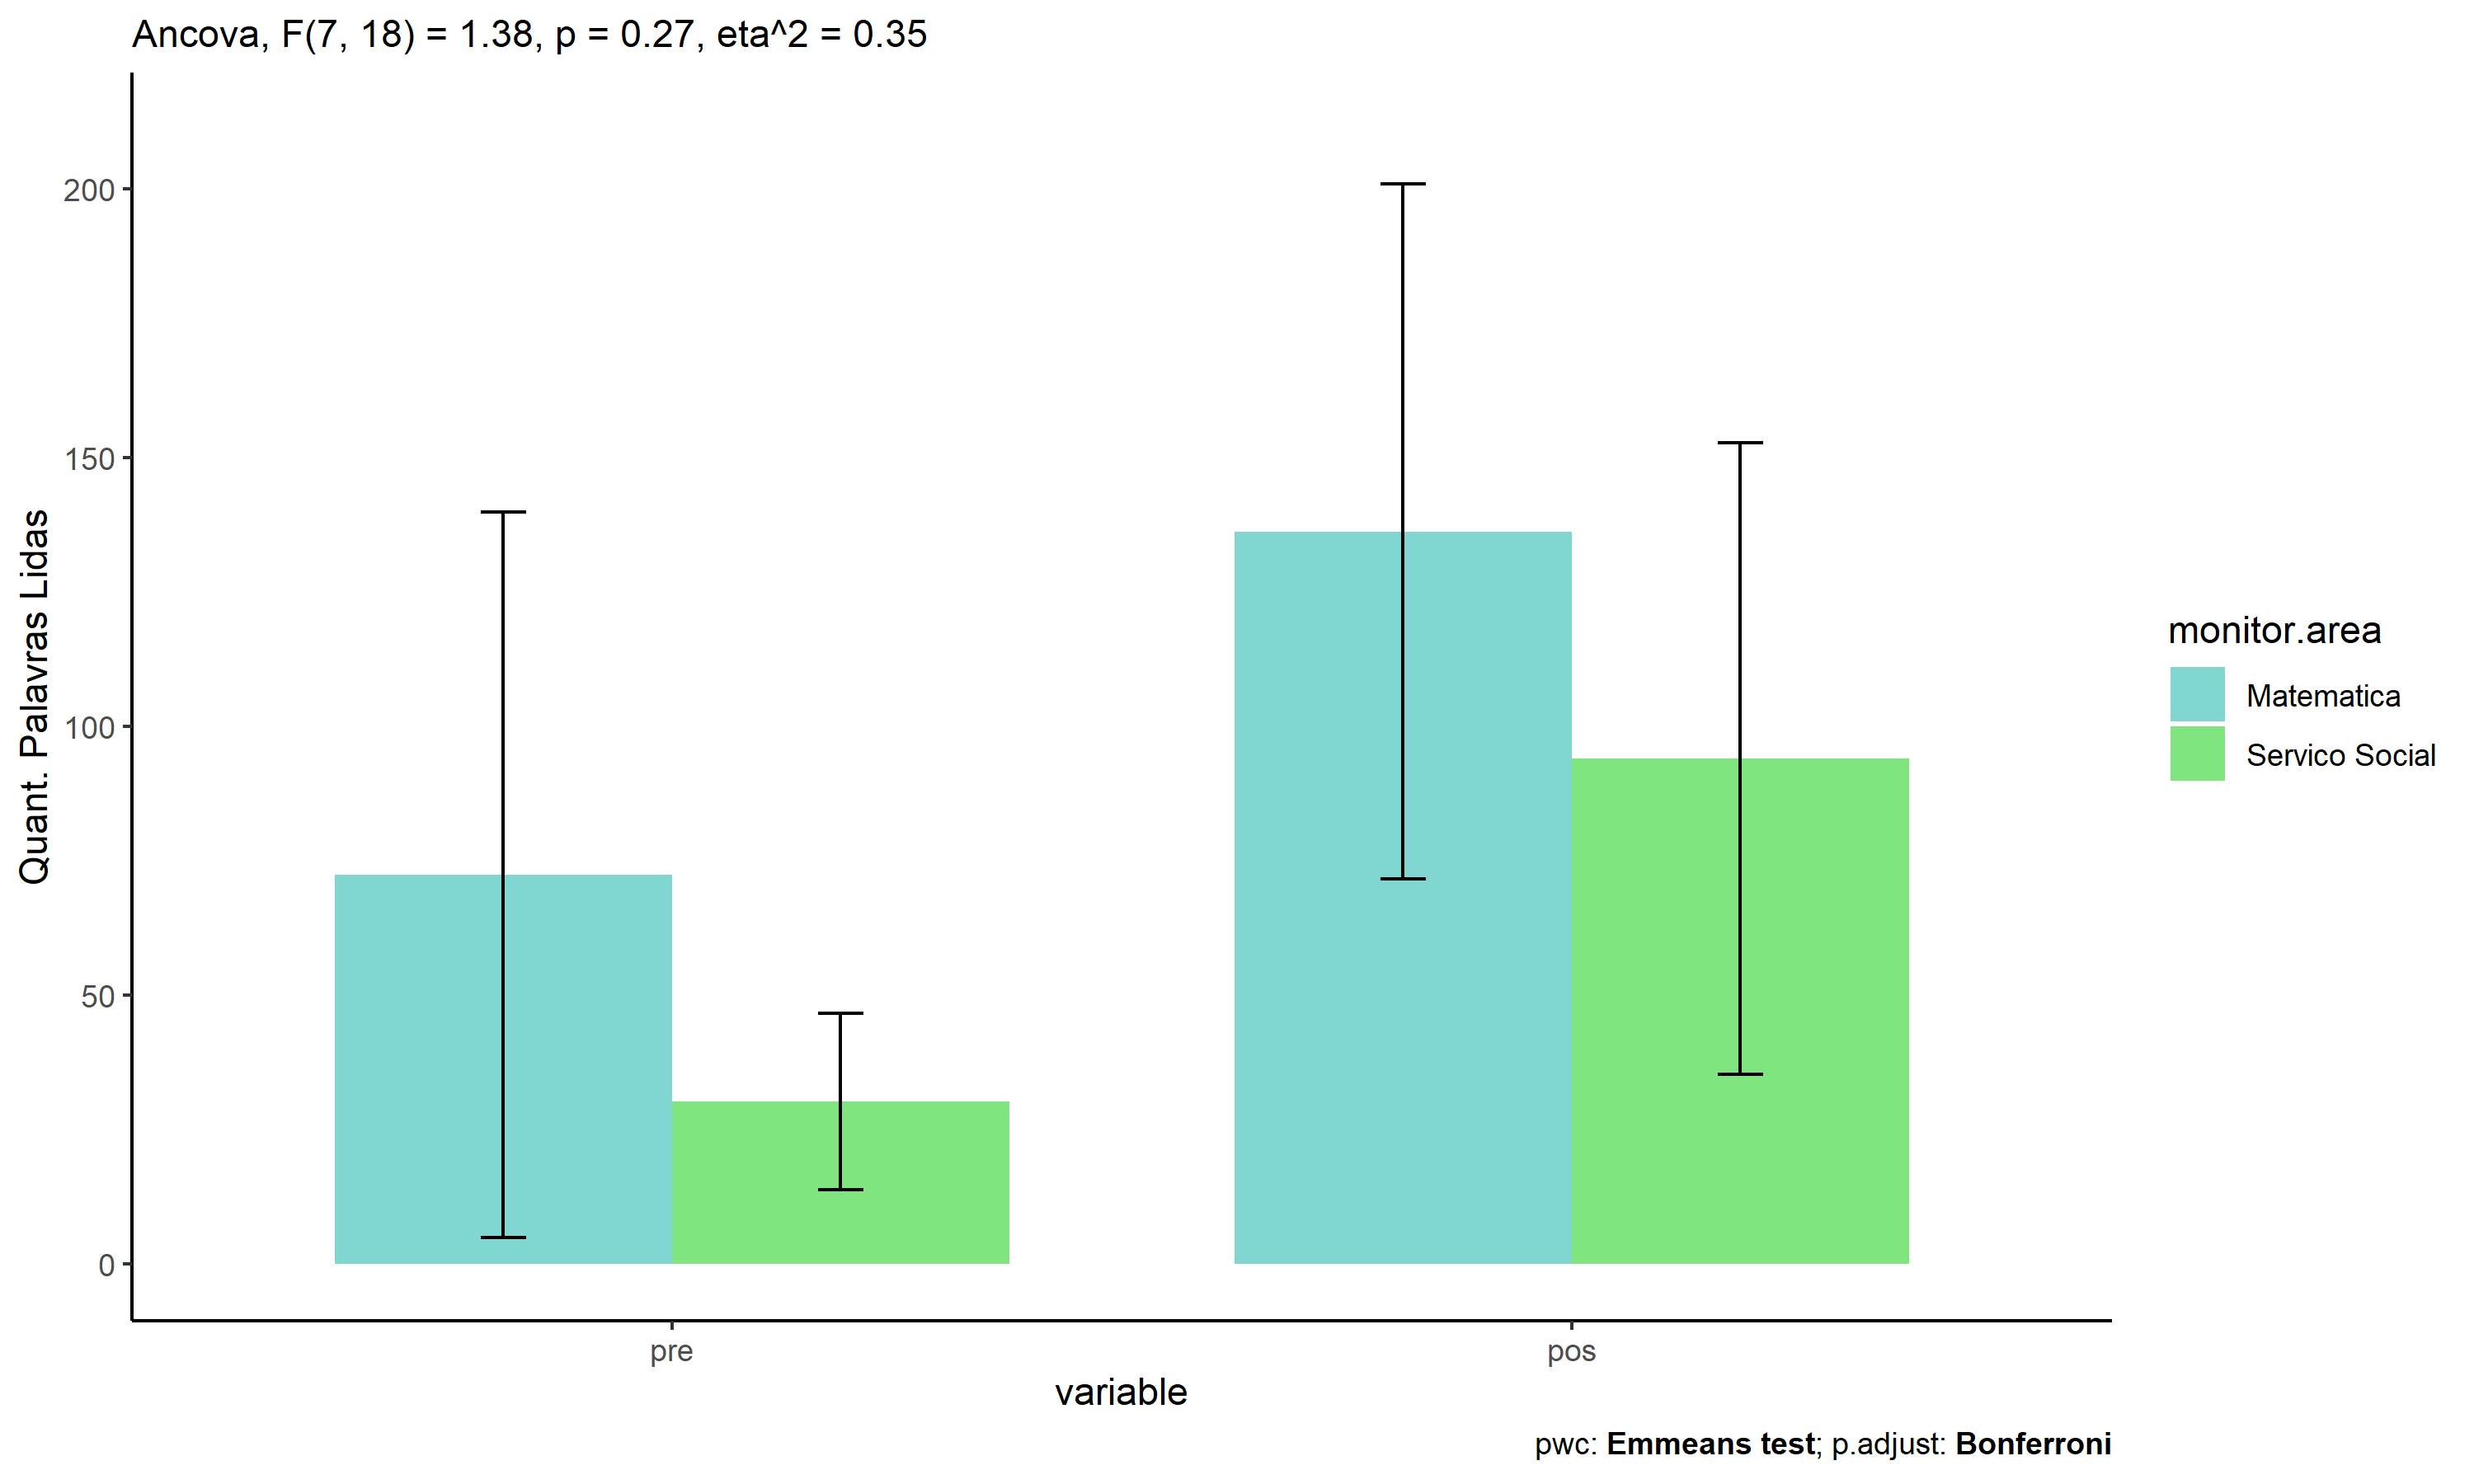 Ancova, F(7, 18) = 1.38, p = 0.27, eta^2 = 0.35
Quant. Palavras Lidas
200
150
100
50
0
pre
pos
variable
monitor.area
Matematica
Servico Social
pwc: Emmeans test; p.adjust: Bonferroni